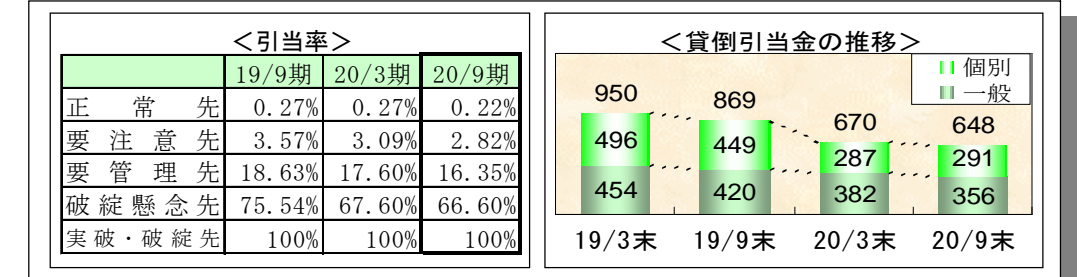 ＜引当率＞
19/9期 20/3期 20/9期
正常先 0.27% 0.27% 0.22%
要注意先 3.57% 3.09% 2.82%
要管理先 18.63% 17.60% 16.35%
破綻懸念先 75.54% 67.60% 66.60%
実破・破綻先 100% 100% 100%
＜貸倒引当金の推移＞
個別
一般
950 869 670 648
496 449 287 291
454 420 382 356
19/3末 19/9末 20/3末 20/9末